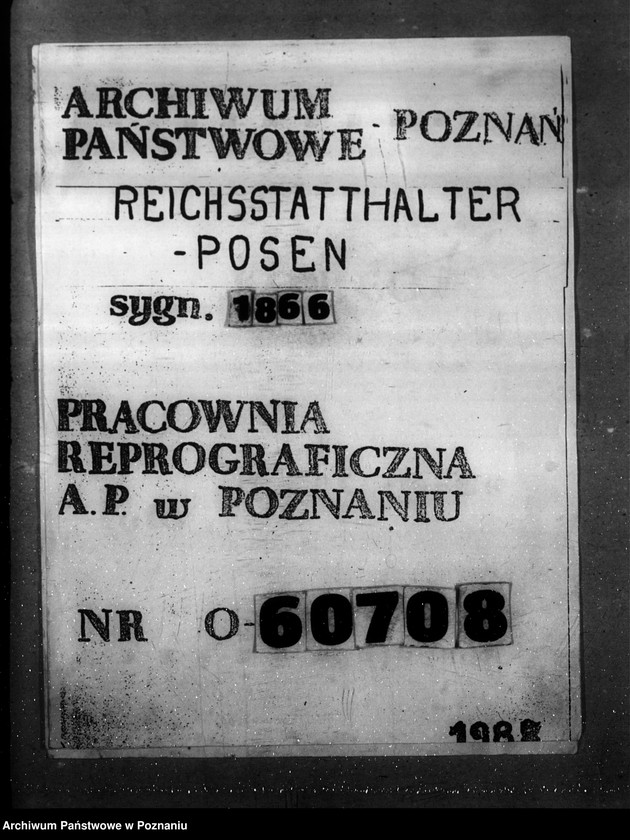 ARCHIWUM
PAŃSTWOWE - POZNAŃ
REICHSSTATTHALTER
-POSEN
sygn. 1866
PRACOWNIA
REPROGRAFICZNA
A.P. w POZNANIU
NR O-60708
Archiwum Państwowe w Poznaniu